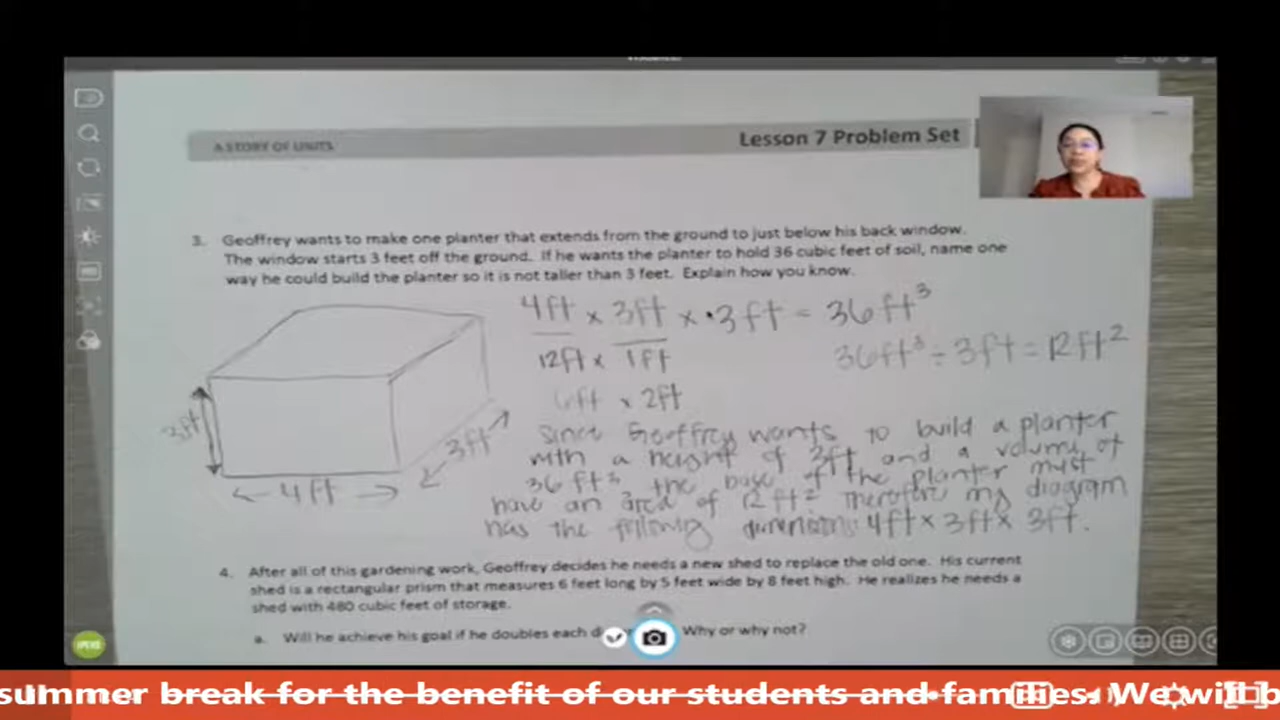 A STORY OF UNITS
Lesson 7 Problem Set
3. Geoffrey wants to make one planter that extends from the ground to just below his back window.
The window starts 3 feet off the ground. If he wants the planter to hold 36 cubic feet of soil, name one
way he could build the planter so it is not taller than 3 feet. Explain how you know.
4ft x 3ft x 3ft = 36ft³
36ft³ ÷ 3ft = 12ft²
12ft x 1ft
6ft x 2ft
3ft
3ft
4ft
Since Geoffrey wants to build a planter
with a height of 3ft and a volume of
36 ft³ the base of the planter must
have an area of 12ft² Therefore my diagram
has the following dimensions: 4ft x 3ft x 3ft.
4. After all of this gardening work, Geoffrey decides he needs a new shed to replace the old one. His current
shed is a rectangular prism that measures 6 feet long by 5 feet wide by 8 feet high. He realizes he needs a
shed with 480 cubic feet of storage.
a. Will he achieve his goal if he doubles each Why or why not?
summer break for the benefit of our students and families. We will b